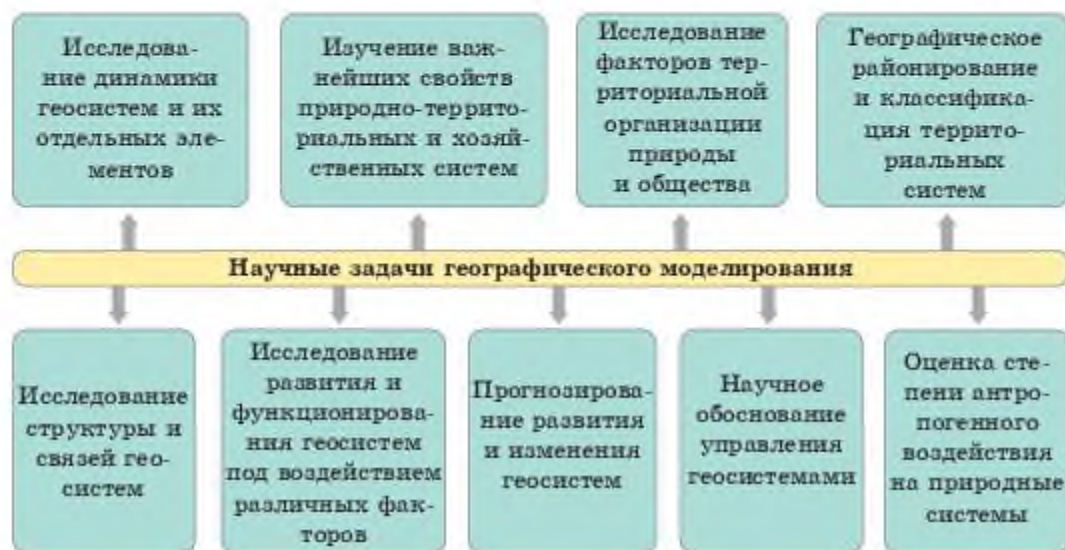 Исследова-
ние динамики
геосистем и их
отдельных эле-
ментов
Изучение важ-
нейших свойств
природно-террито-
риальных и хозяй-
ственных систем
Исследование
факторов тер-
риториальной
организации
природы
и общества
Географическое
районирование
и классифика-
ция террито-
риальных
систем
Научные задачи географического моделирования
Исследование
структуры и
связей гео-
систем
Исследование
развития и
функционирова-
ния геосистем
под воздействием
различных фак-
торов
Прогнозирова-
ние развития
и изменения
геосистем
Научное
обоснование
управления
геосистемами
Оценка сте-
пени антро-
погенного
воздействия
на природные
системы